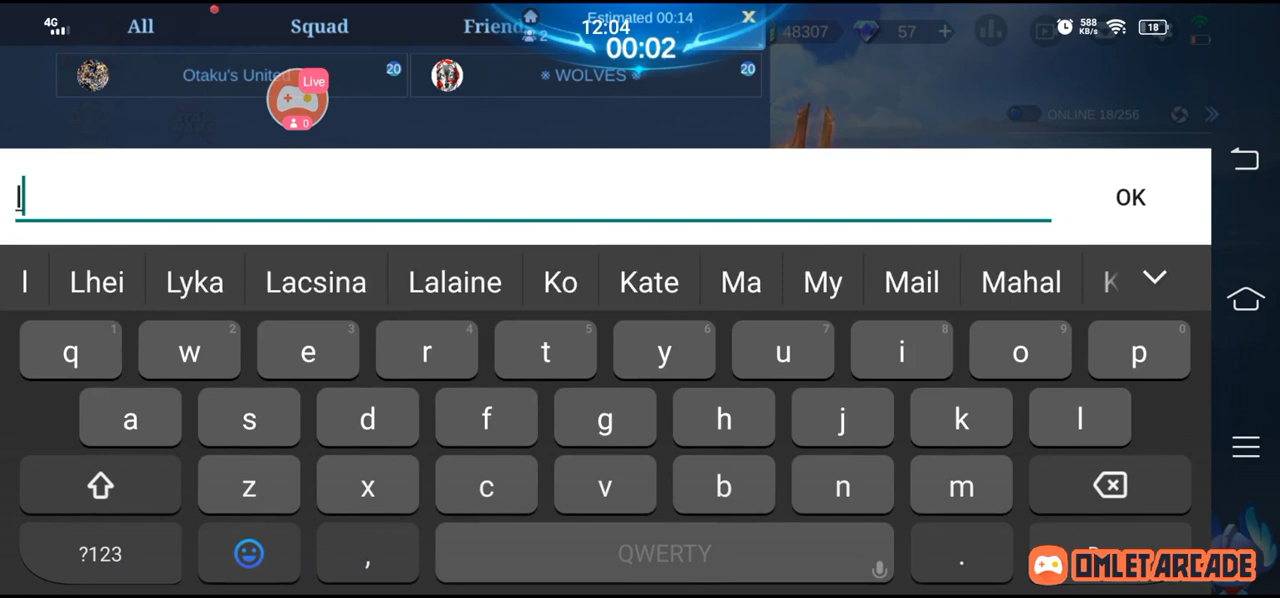 4G All Squad Friend Estimated 00:14 12:04 48307 57 588 KB/s 18
00:02 2
Otaku's United 20 ※ WOLVES ※ 20
Live
0
ONLINE 18/256
l OK
l Lhei Lyka Lacsina Lalaine Ko Kate Ma My Mail Mahal K
q 1 w 2 e 3 r 4 t 5 y 6 u 7 i 8 o 9 p 0
a s d f g h j k l
z x c v b n m
?123 , QWERTY .
OMLET ARCADE